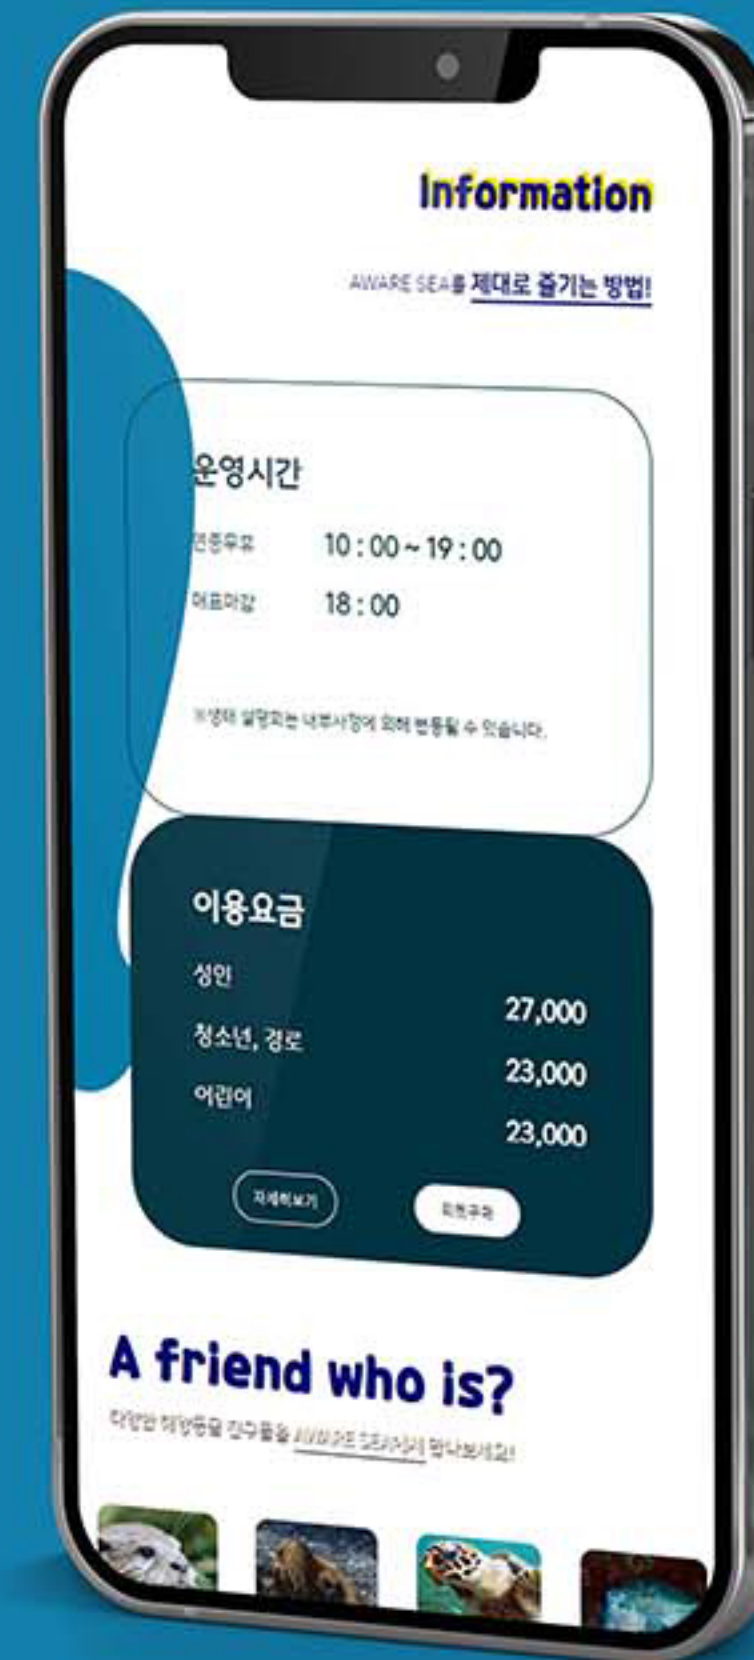 Information
AWARE SEA를 제대로 즐기는 방법!
운영시간
연중무휴 10 : 00 ~ 19 : 00
매표마감 18 : 00
※생태 설명회는 내부사정에 의해 변동될 수 있습니다.
이용요금
성인 27,000
청소년, 경로 23,000
어린이 23,000
자세히보기 티켓구매
A friend who is?
다양한 해양동물 친구들을 AWARE SEA에서 만나보세요!